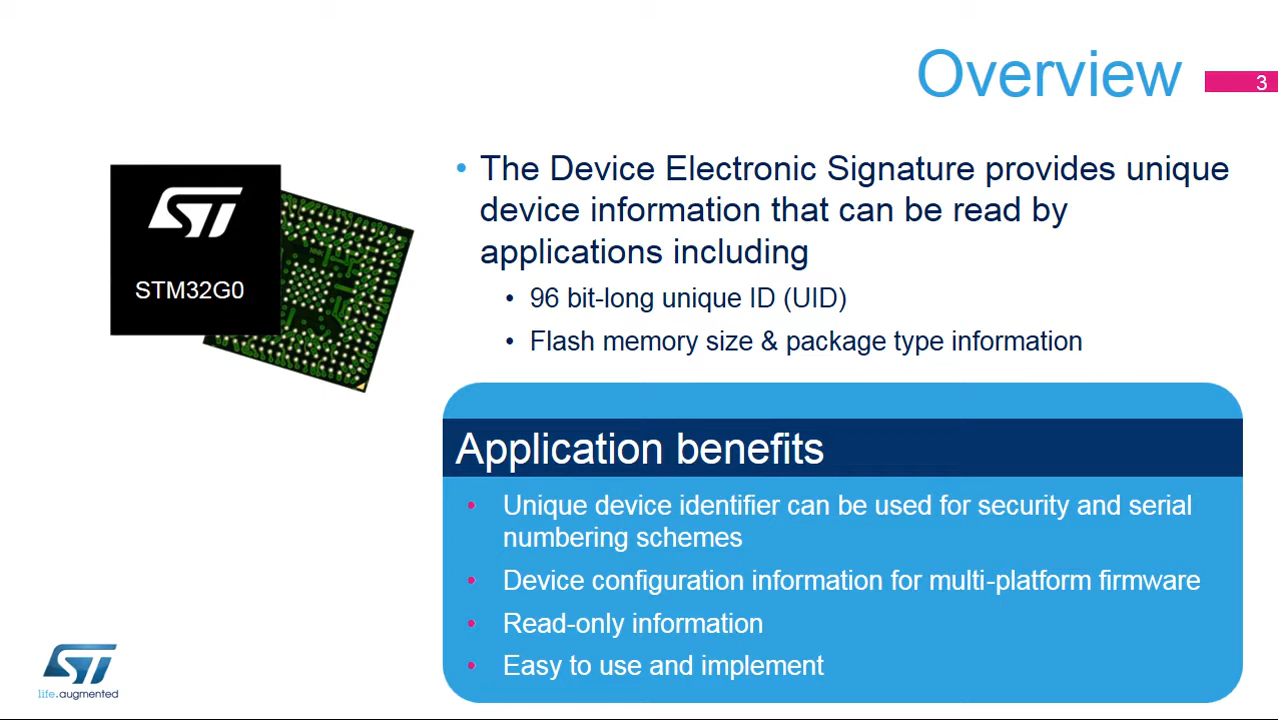 Overview
3
• The Device Electronic Signature provides unique
device information that can be read by
applications including
• 96 bit-long unique ID (UID)
• Flash memory size & package type information
ST
STM32G0
Application benefits
• Unique device identifier can be used for security and serial
numbering schemes
• Device configuration information for multi-platform firmware
• Read-only information
• Easy to use and implement
ST
life.augmented